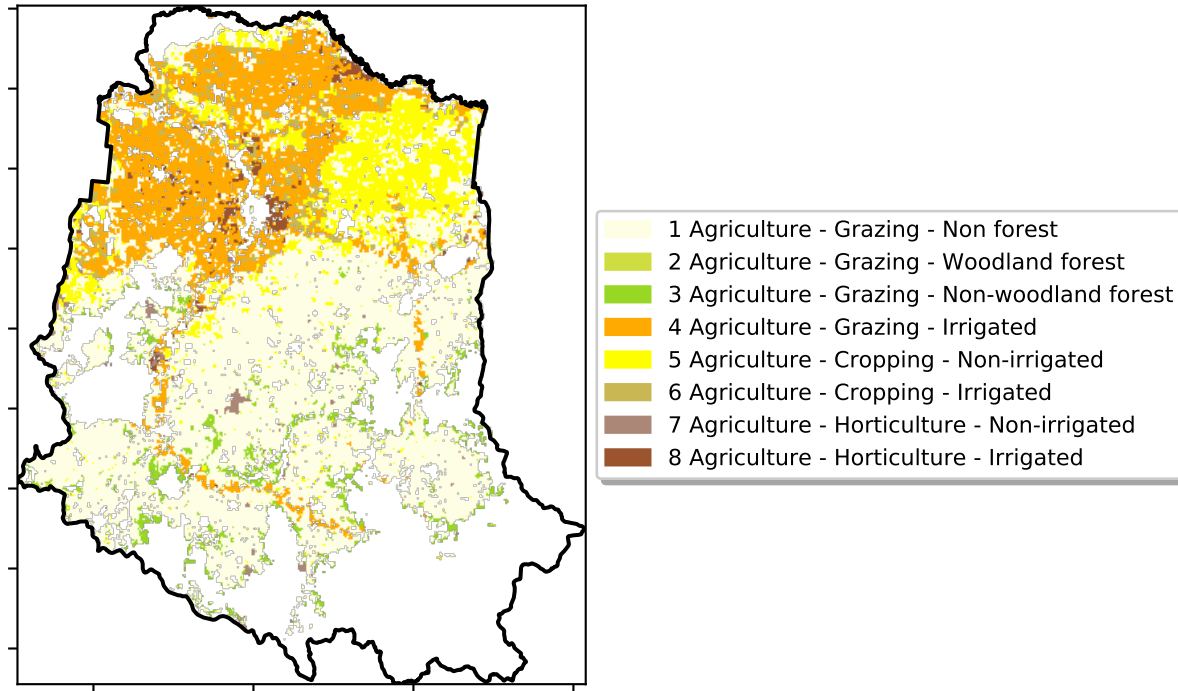 1 Agriculture - Grazing - Non forest
2 Agriculture - Grazing - Woodland forest
3 Agriculture - Grazing - Non-woodland forest
4 Agriculture - Grazing - Irrigated
5 Agriculture - Cropping - Non-irrigated
6 Agriculture - Cropping - Irrigated
7 Agriculture - Horticulture - Non-irrigated
8 Agriculture - Horticulture - Irrigated